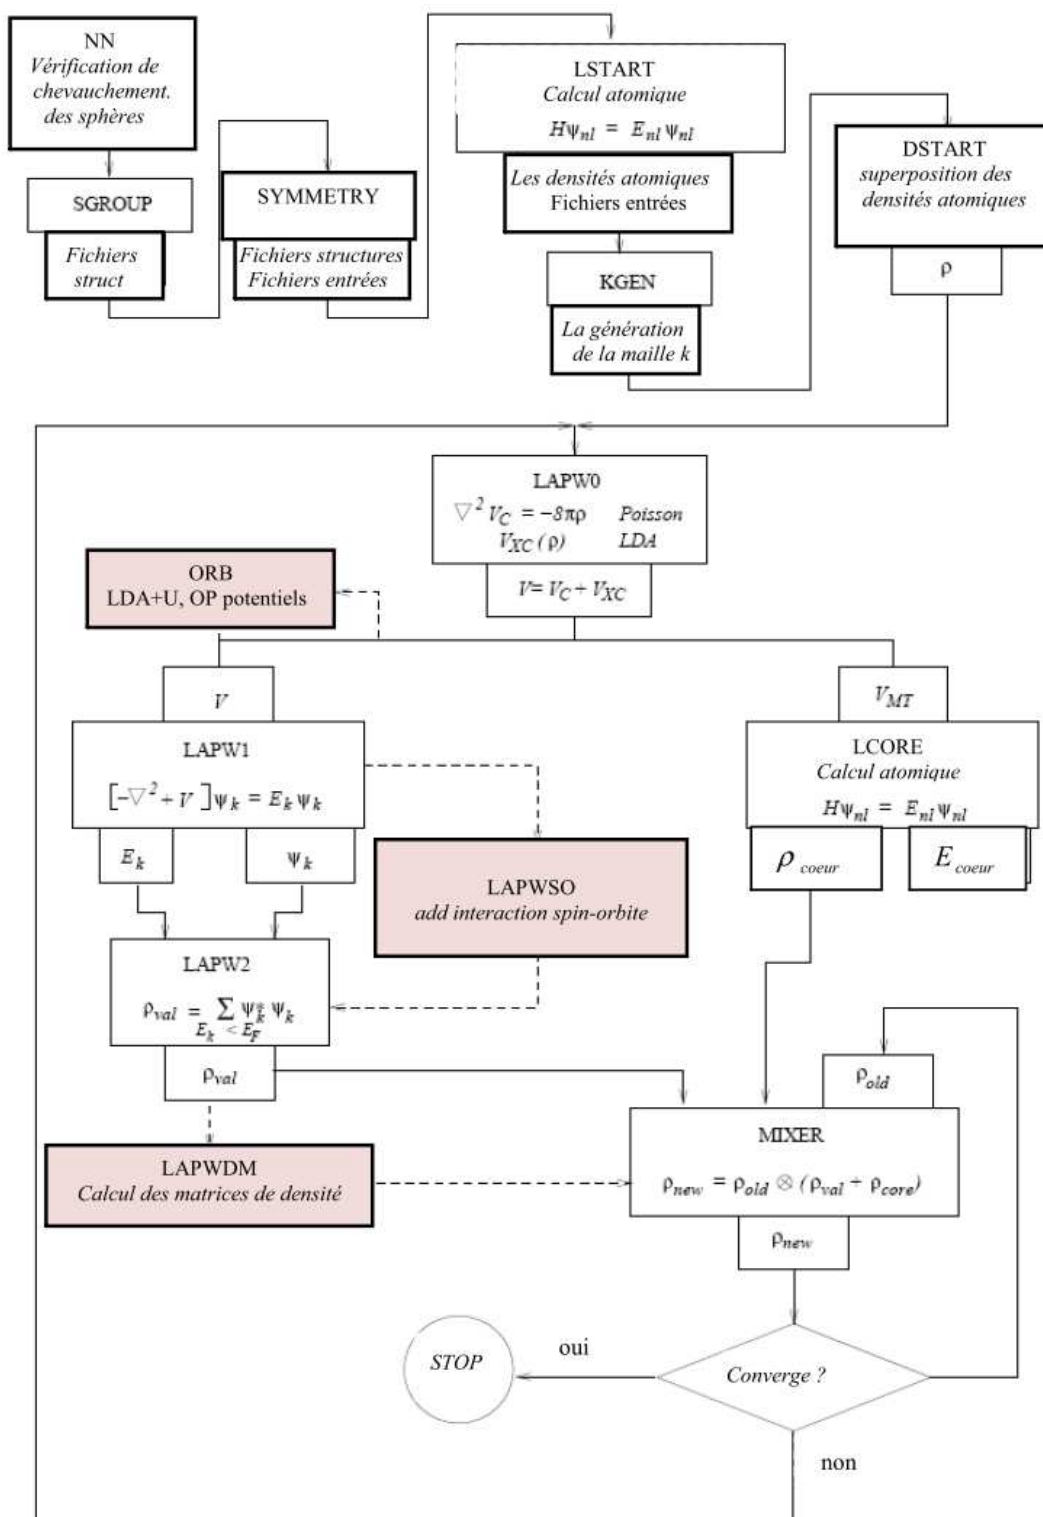 NN
Vérification de
chevauchement.
des sphères
SGROUP
Fichiers
struct
SYMMETRY
Fichiers structures
Fichiers entrées
LSTART
Calcul atomique
Hψnl = Enl ψnl
Les densités atomiques
Fichiers entrées
KGEN
La génération
de la maille k
DSTART
superposition des
densités atomiques
ρ
LAPW0
▽² VC = −8πρ Poisson
VXC (ρ) LDA
V= VC + VXC
ORB
LDA+U, OP potentiels
V
LAPW1
[−▽² + V ]ψk = Ek ψk
Ek
ψk
VMT
LCORE
Calcul atomique
Hψnl = Enl ψnl
ρ coeur
E coeur
LAPWSO
add interaction spin-orbite
LAPW2
ρval = ∑ ψ*k ψk
Ek < EF
ρval
ρold
LAPWDM
Calcul des matrices de densité
MIXER
ρnew = ρold ⊗ (ρval + ρcore)
ρnew
STOP
oui
Converge ?
non